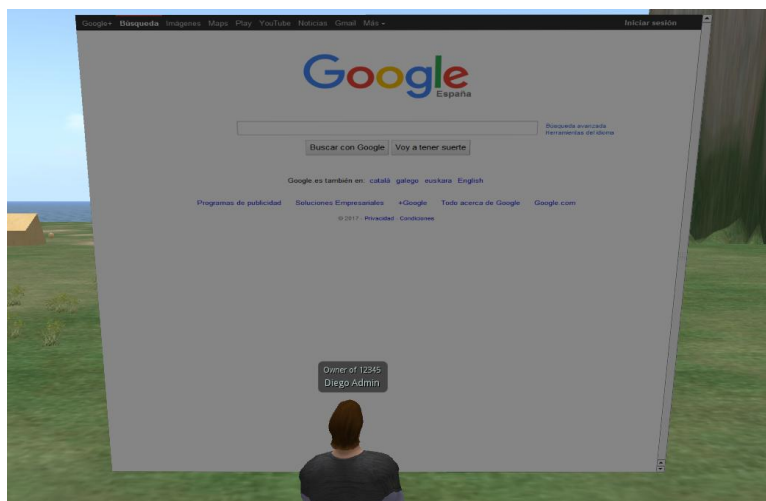 Google+ Búsqueda Imágenes Maps Play YouTube Noticias Gmail Más Iniciar sesión
Google
España
Búsqueda avanzada
Herramientas del idioma
Buscar con Google Voy a tener suerte
Google.es también en: català galego euskara English
Programas de publicidad Soluciones Empresariales +Google Todo acerca de Google Google.com
© 2017 - Privacidad - Condiciones
Owner of 12345
Diego Admin